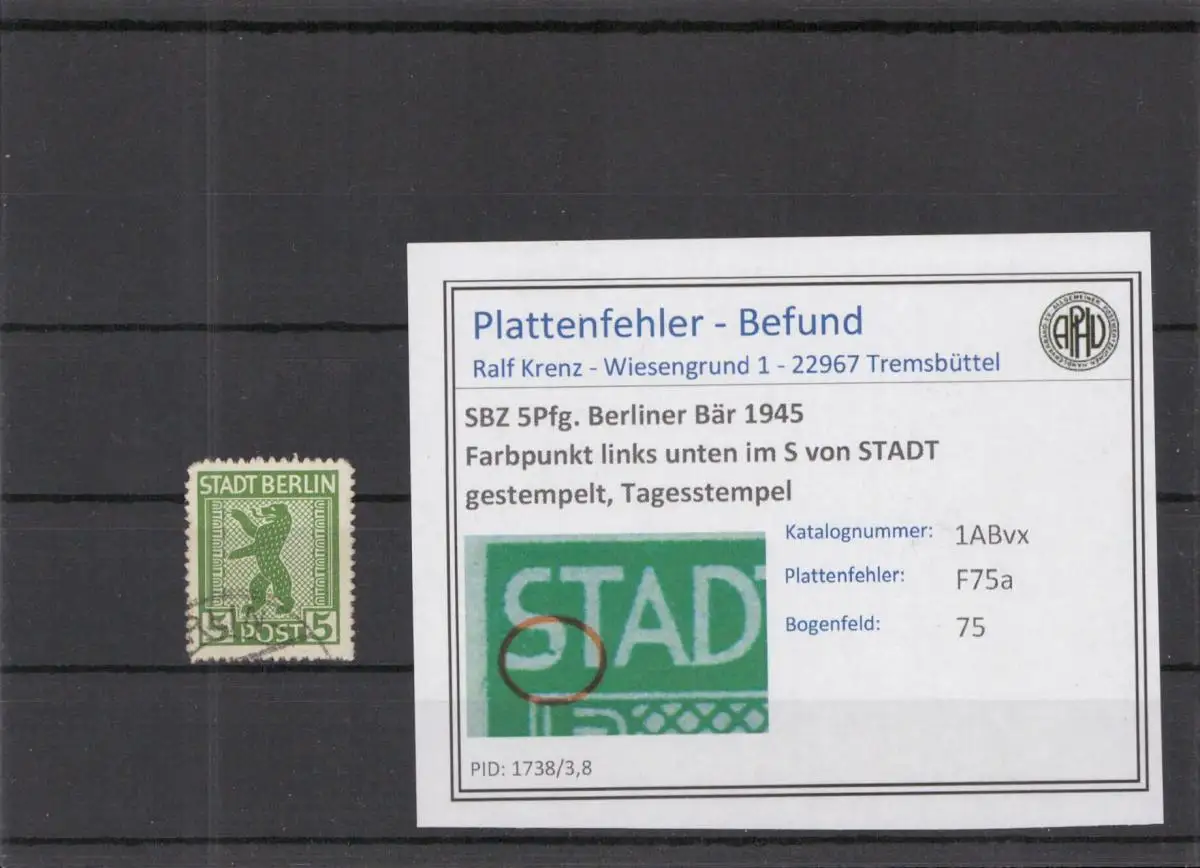 STADT BERLIN
5 POST 5
Plattenfehler - Befund
Ralf Krenz - Wiesengrund 1 - 22967 Tremsbüttel
APHV
SBZ 5Pfg. Berliner Bär 1945
Farbpunkt links unten im S von STADT
gestempelt, Tagesstempel
STAD
Katalognummer: 1ABvx
Plattenfehler: F75a
Bogenfeld: 75
PID: 1738/3,8